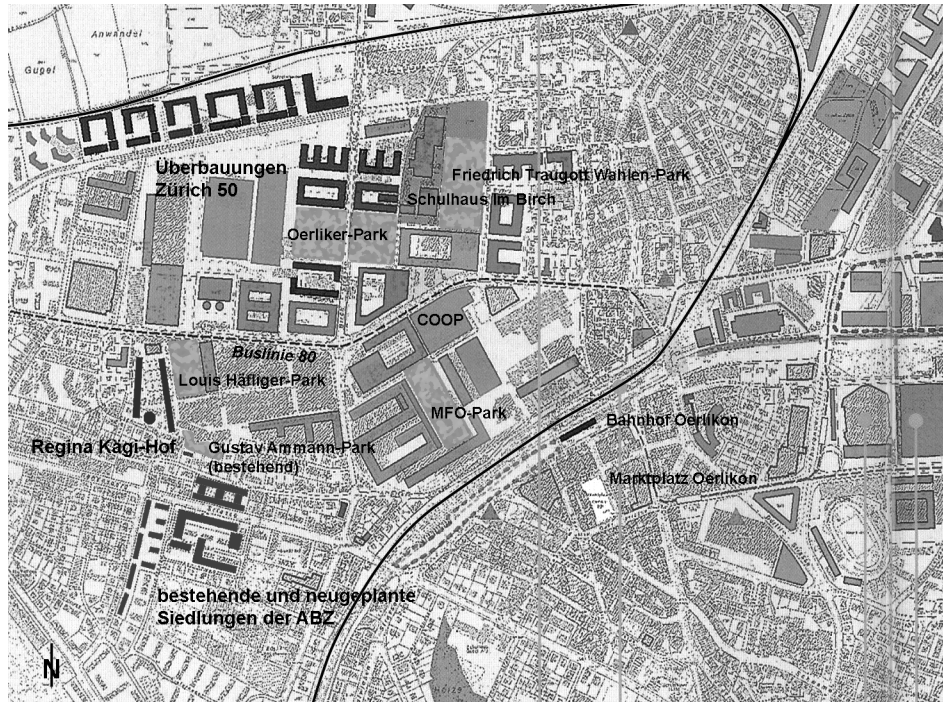 Anwandel
Gugel
Überbauungen
Zürich 50
Friedrich Traugott Wahlen-Park
Schulhaus im Birch
Oerliker-Park
COOP
Buslinie 80
Louis Häfliger-Park
MFO-Park
Bahnhof Oerlikon
Regina Kägi-Hof
Gustav Ammann-Park
(bestehend)
Marktplatz Oerlikon
bestehende und neugeplante
Siedlungen der ABZ
N